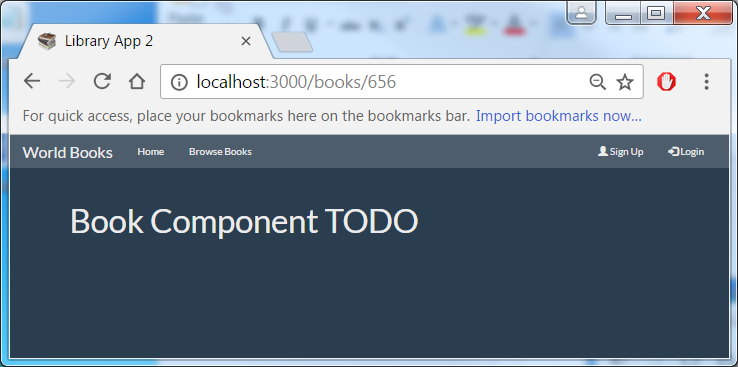 Library App 2
localhost:3000/books/656
For quick access, place your bookmarks here on the bookmarks bar. Import bookmarks now...
World Books Home Browse Books Sign Up Login
Book Component TODO